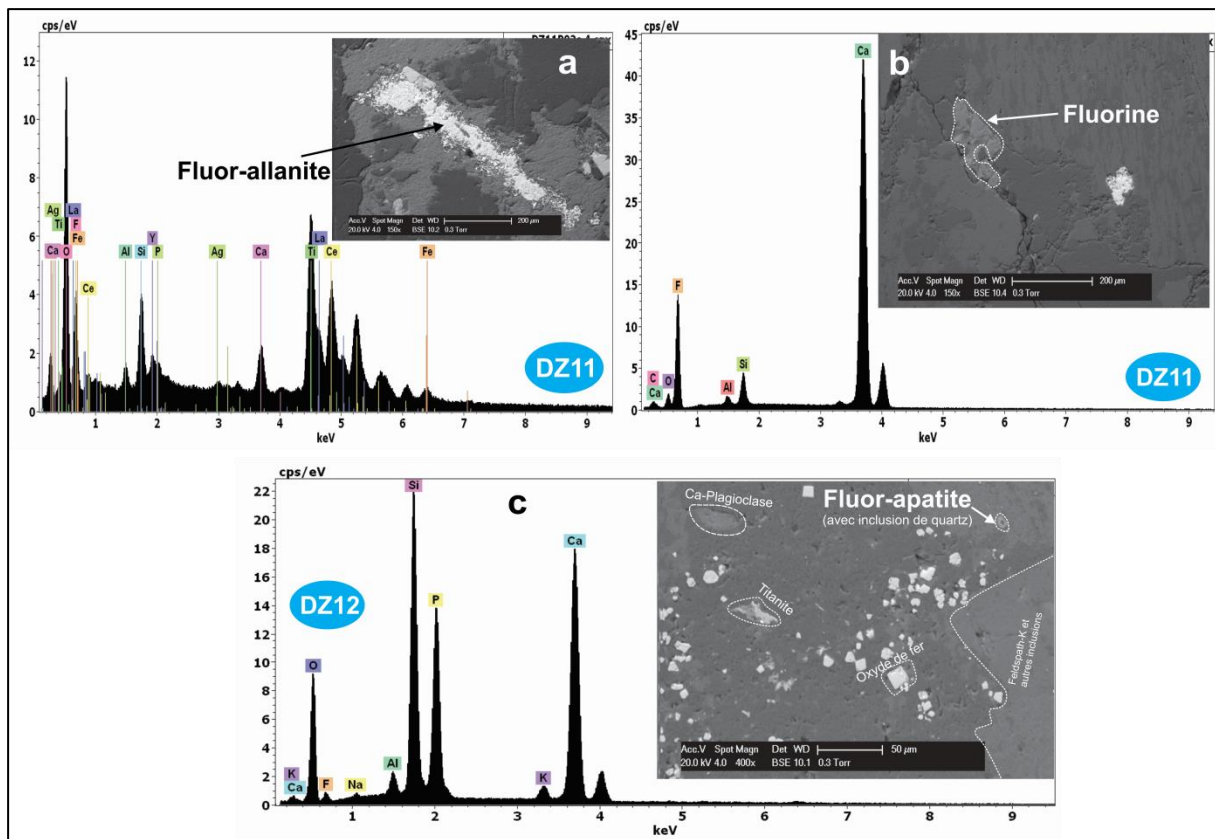 cps/eV
12
10
8
6
4
2
0
Ag La
Ti F
Fe
Ca O
Ce
Al Si Y P
Ag
Ca
Ti
La
Ce
Fe
1 2 3 4 5 6 7 8 9
keV
a
Fluor-allanite
Acc.V Spot Magn Det WD 200 µm
20.0 kV 4.0 150x BSE 10.2 0.3 Torr
DZ11
cps/eV
45
40
35
30
25
20
15
10
5
0
C O
Ca
F
Al
Si
Ca
1 2 3 4 5 6 7 8 9
keV
b
Fluorine
Acc.V Spot Magn Det WD 200 µm
20.0 kV 4.0 150x BSE 10.4 0.3 Torr
DZ11
cps/eV
22
20
18
16
14
12
10
8
6
4
2
0
c
DZ12
K
Ca
O
F
Na
Al
Si
P
K
Ca
0 1 2 3 4 5 6 7 8 9
keV
Ca-Plagioclase
Fluor-apatite
(avec inclusion de quartz)
Titanite
Oxyde de fer
Feldspath-K et
autres inclusions
Acc.V Spot Magn Det WD 50 µm
20.0 kV 4.0 400x BSE 10.1 0.3 Torr